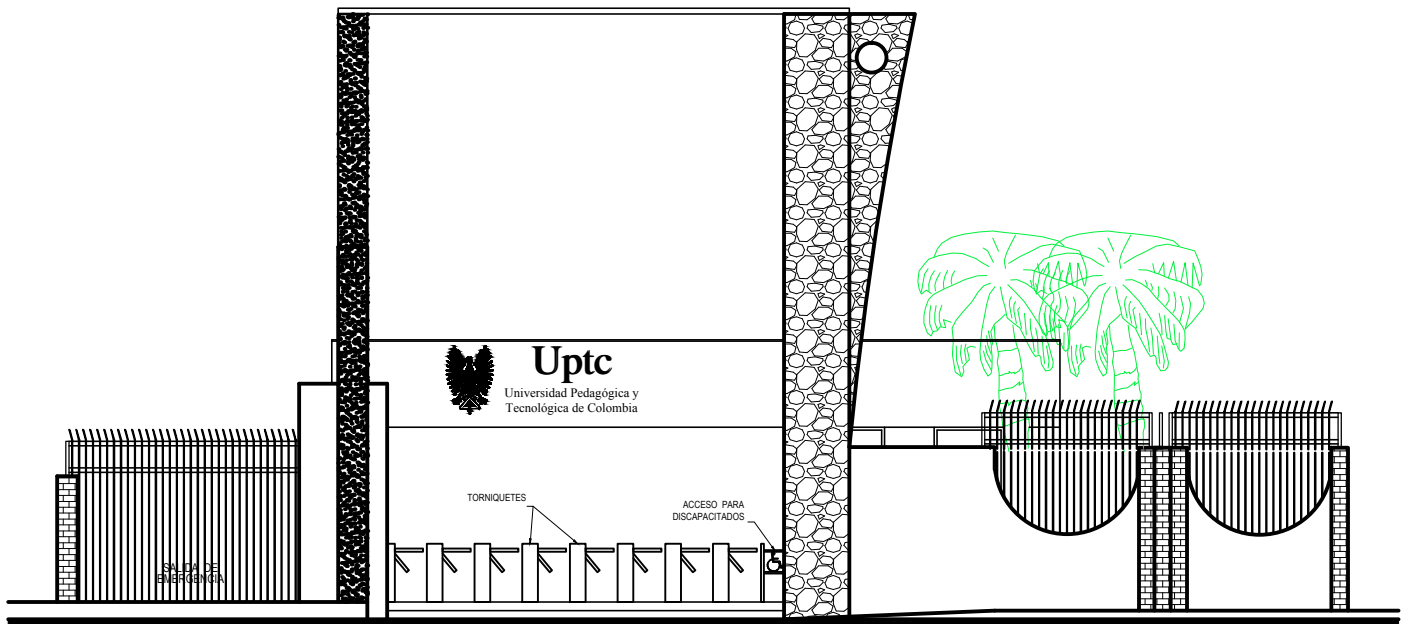 Uptc
Universidad Pedagógica y
Tecnológica de Colombia
TORNIQUETES
ACCESO PARA
DISCAPACITADOS
SALIDA DE
EMERGENCIA